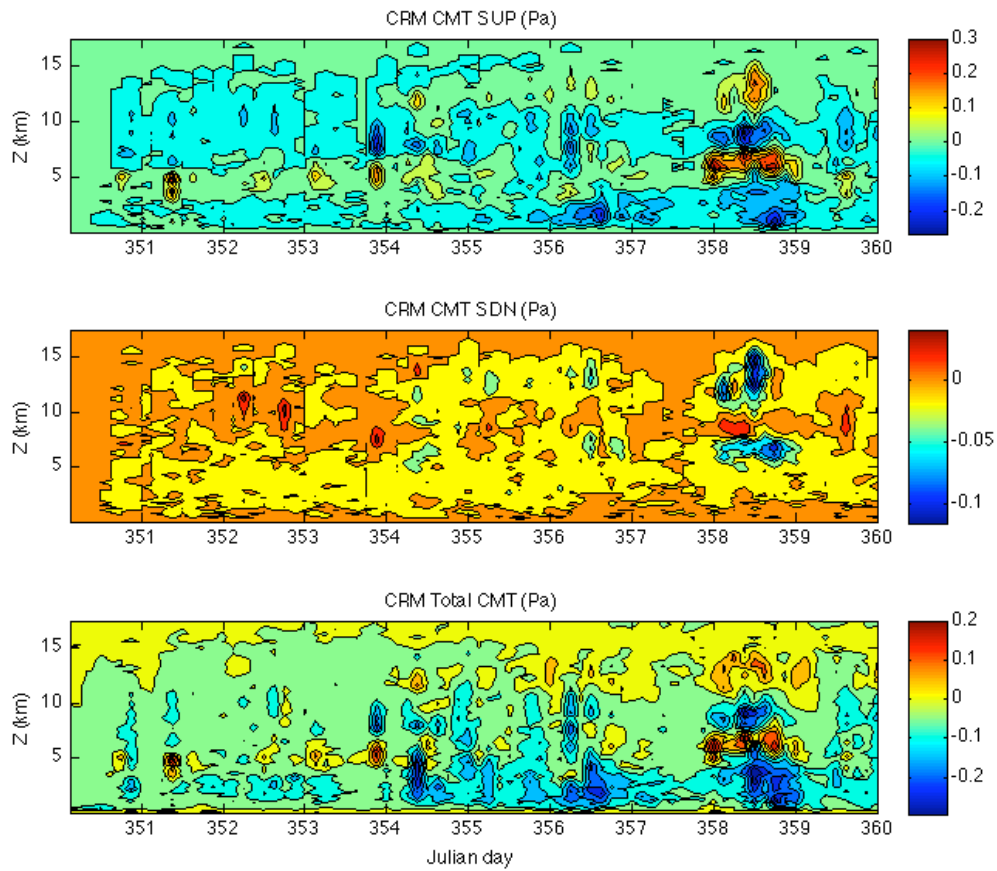 CRM CMT SUP (Pa)
Z (km)
15
10
5
351 352 353 354 355 356 357 358 359 360
0.3
0.2
0.1
0
-0.1
-0.2
CRM CMT SDN (Pa)
Z (km)
15
10
5
351 352 353 354 355 356 357 358 359 360
0
-0.05
-0.1
CRM Total CMT (Pa)
Z (km)
15
10
5
351 352 353 354 355 356 357 358 359 360
0.2
0.1
0
-0.1
-0.2
Julian day